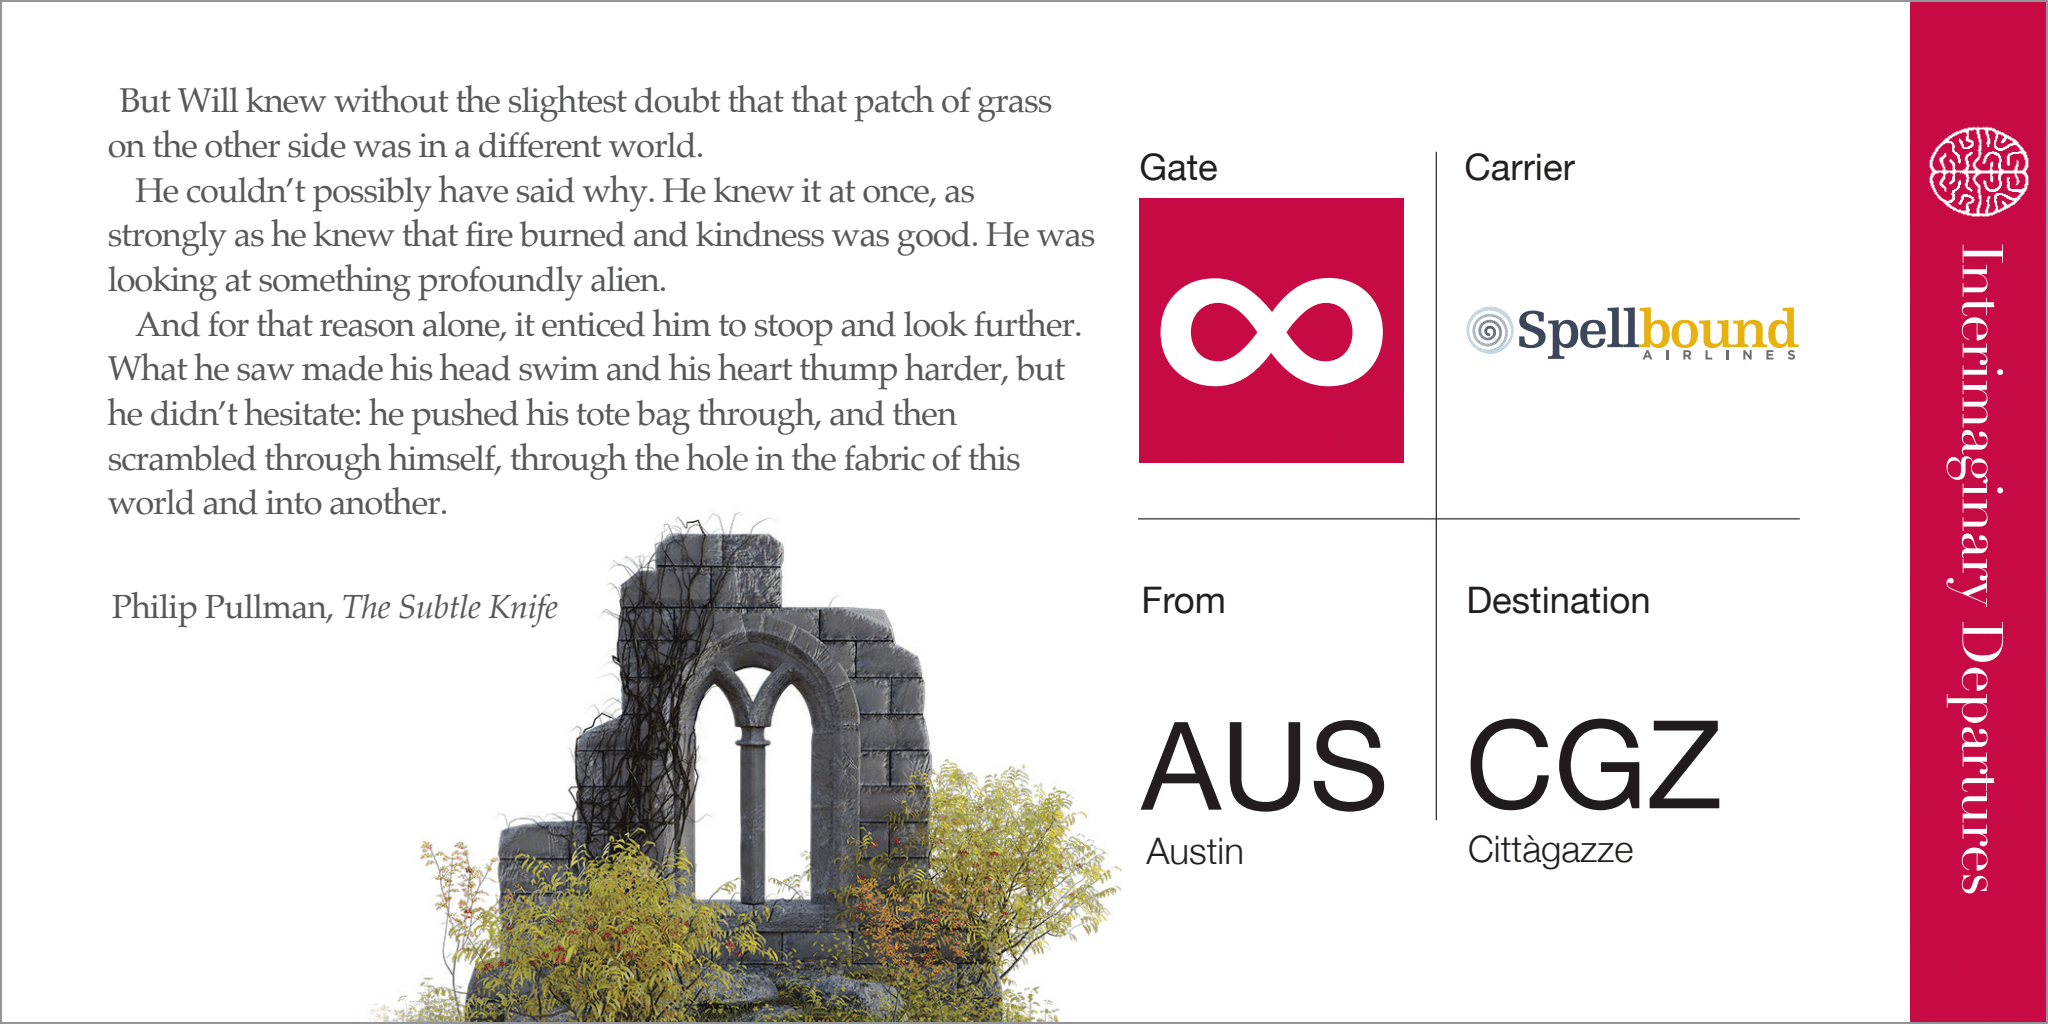 But Will knew without the slightest doubt that that patch of grass
on the other side was in a different world.
He couldn’t possibly have said why. He knew it at once, as
strongly as he knew that fire burned and kindness was good. He was
looking at something profoundly alien.
And for that reason alone, it enticed him to stoop and look further.
What he saw made his head swim and his heart thump harder, but
he didn’t hesitate: he pushed his tote bag through, and then
scrambled through himself, through the hole in the fabric of this
world and into another.
Philip Pullman, The Subtle Knife
Gate
∞
Carrier
Spellbound
AIRLINES
From
AUS
Austin
Destination
CGZ
Cittàgazze
Interimaginary Departures